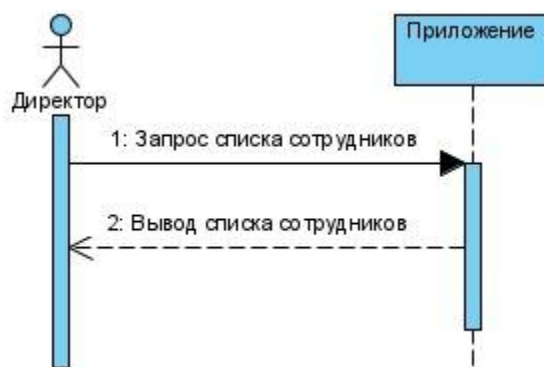 Приложение
Директор
1: Запрос списка сотрудников
2: Вывод списка сотрудников